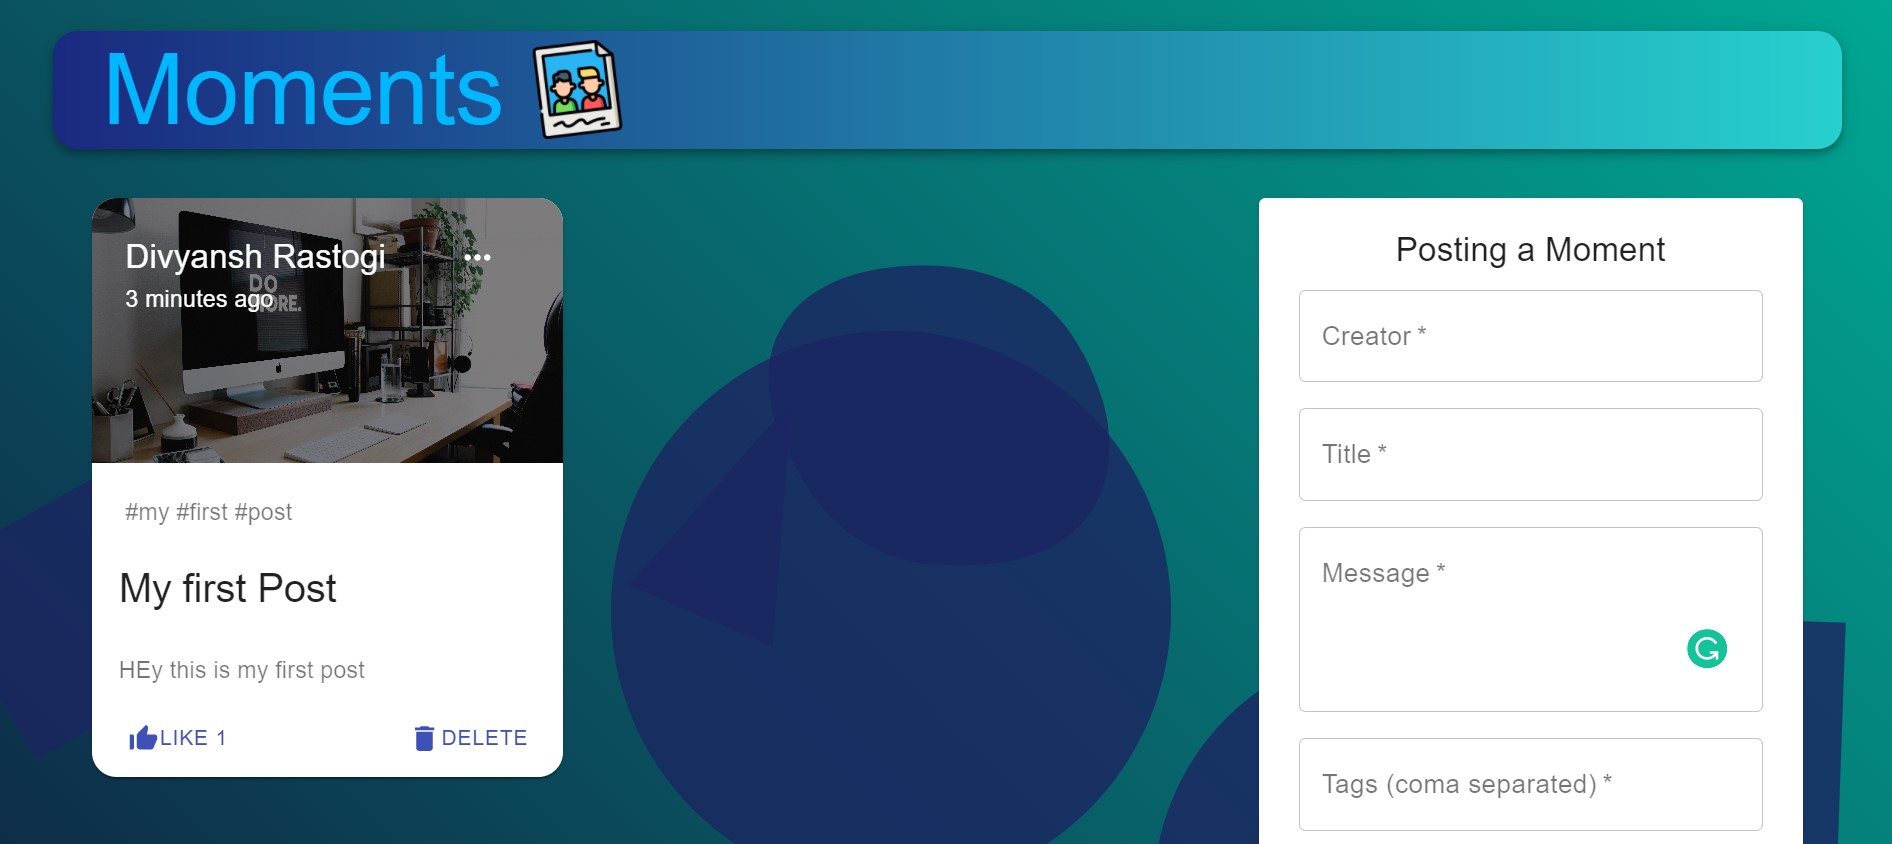 Moments
Divyansh Rastogi
3 minutes ago
DO
MORE.
#my #first #post
My first Post
HEy this is my first post
LIKE 1
DELETE
Posting a Moment
Creator *
Title *
Message *
Tags (coma separated) *